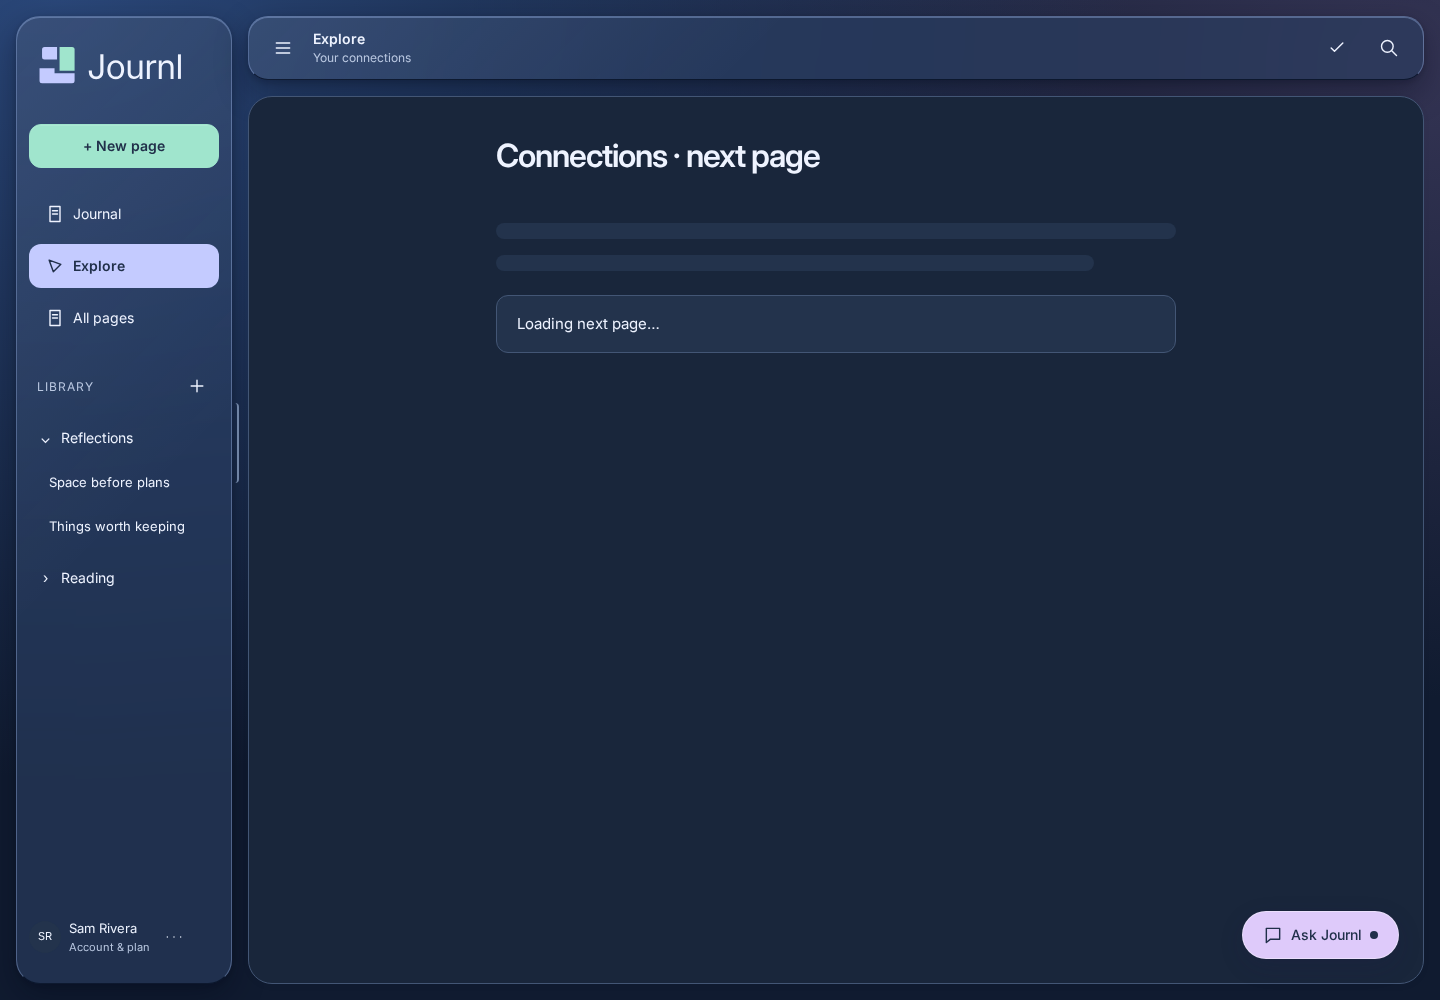 Journl
+ New page
Journal
Explore
All pages
LIBRARY
Reflections
Space before plans
Things worth keeping
Reading
SR
Sam Rivera
Account & plan
Explore
Your connections
Connections · next page
Loading next page...
Ask Journl